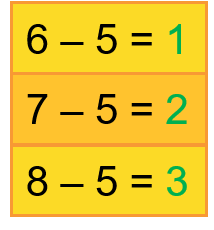 6 – 5 = 1
7 – 5 = 2
8 – 5 = 3